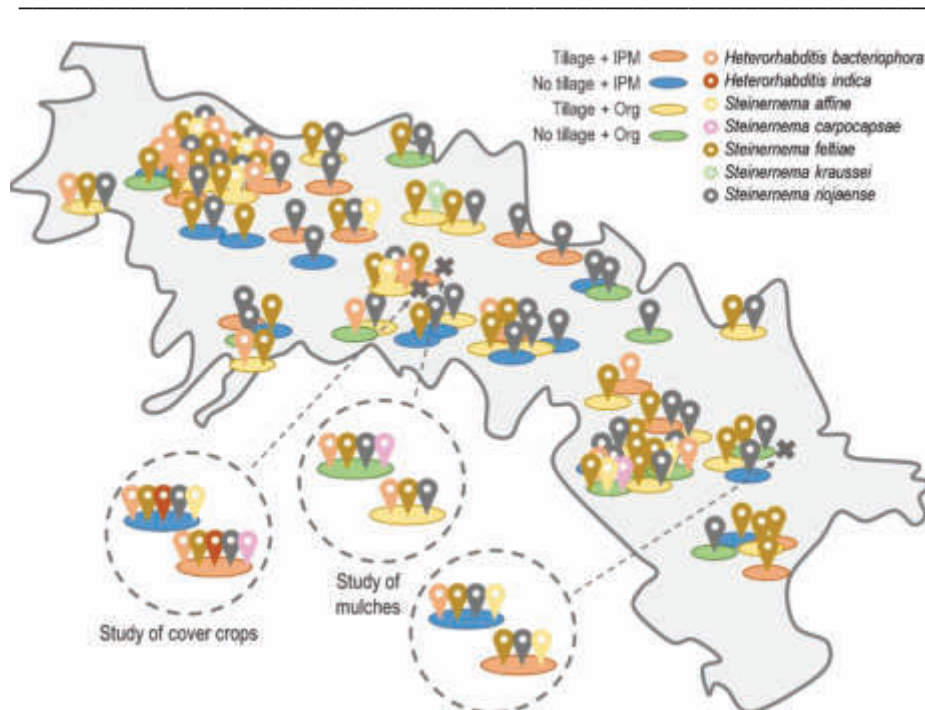 Tillage + IPM
No tillage + IPM
Tillage + Org
No tillage + Org
Heterorhabditis bacteriophora
Heterorhabditis indica
Steinernema affine
Steinernema carpocapsae
Steinernema feltiae
Steinernema kraussei
Steinernema riojaense
Study of
mulches
Study of cover crops